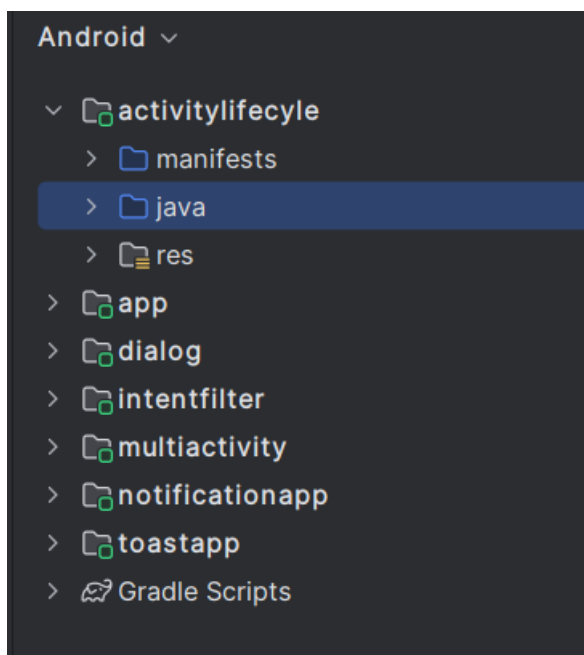 Android
activitylifecyle
manifests
java
res
app
dialog
intentfilter
multiactivity
notificationapp
toastapp
Gradle Scripts